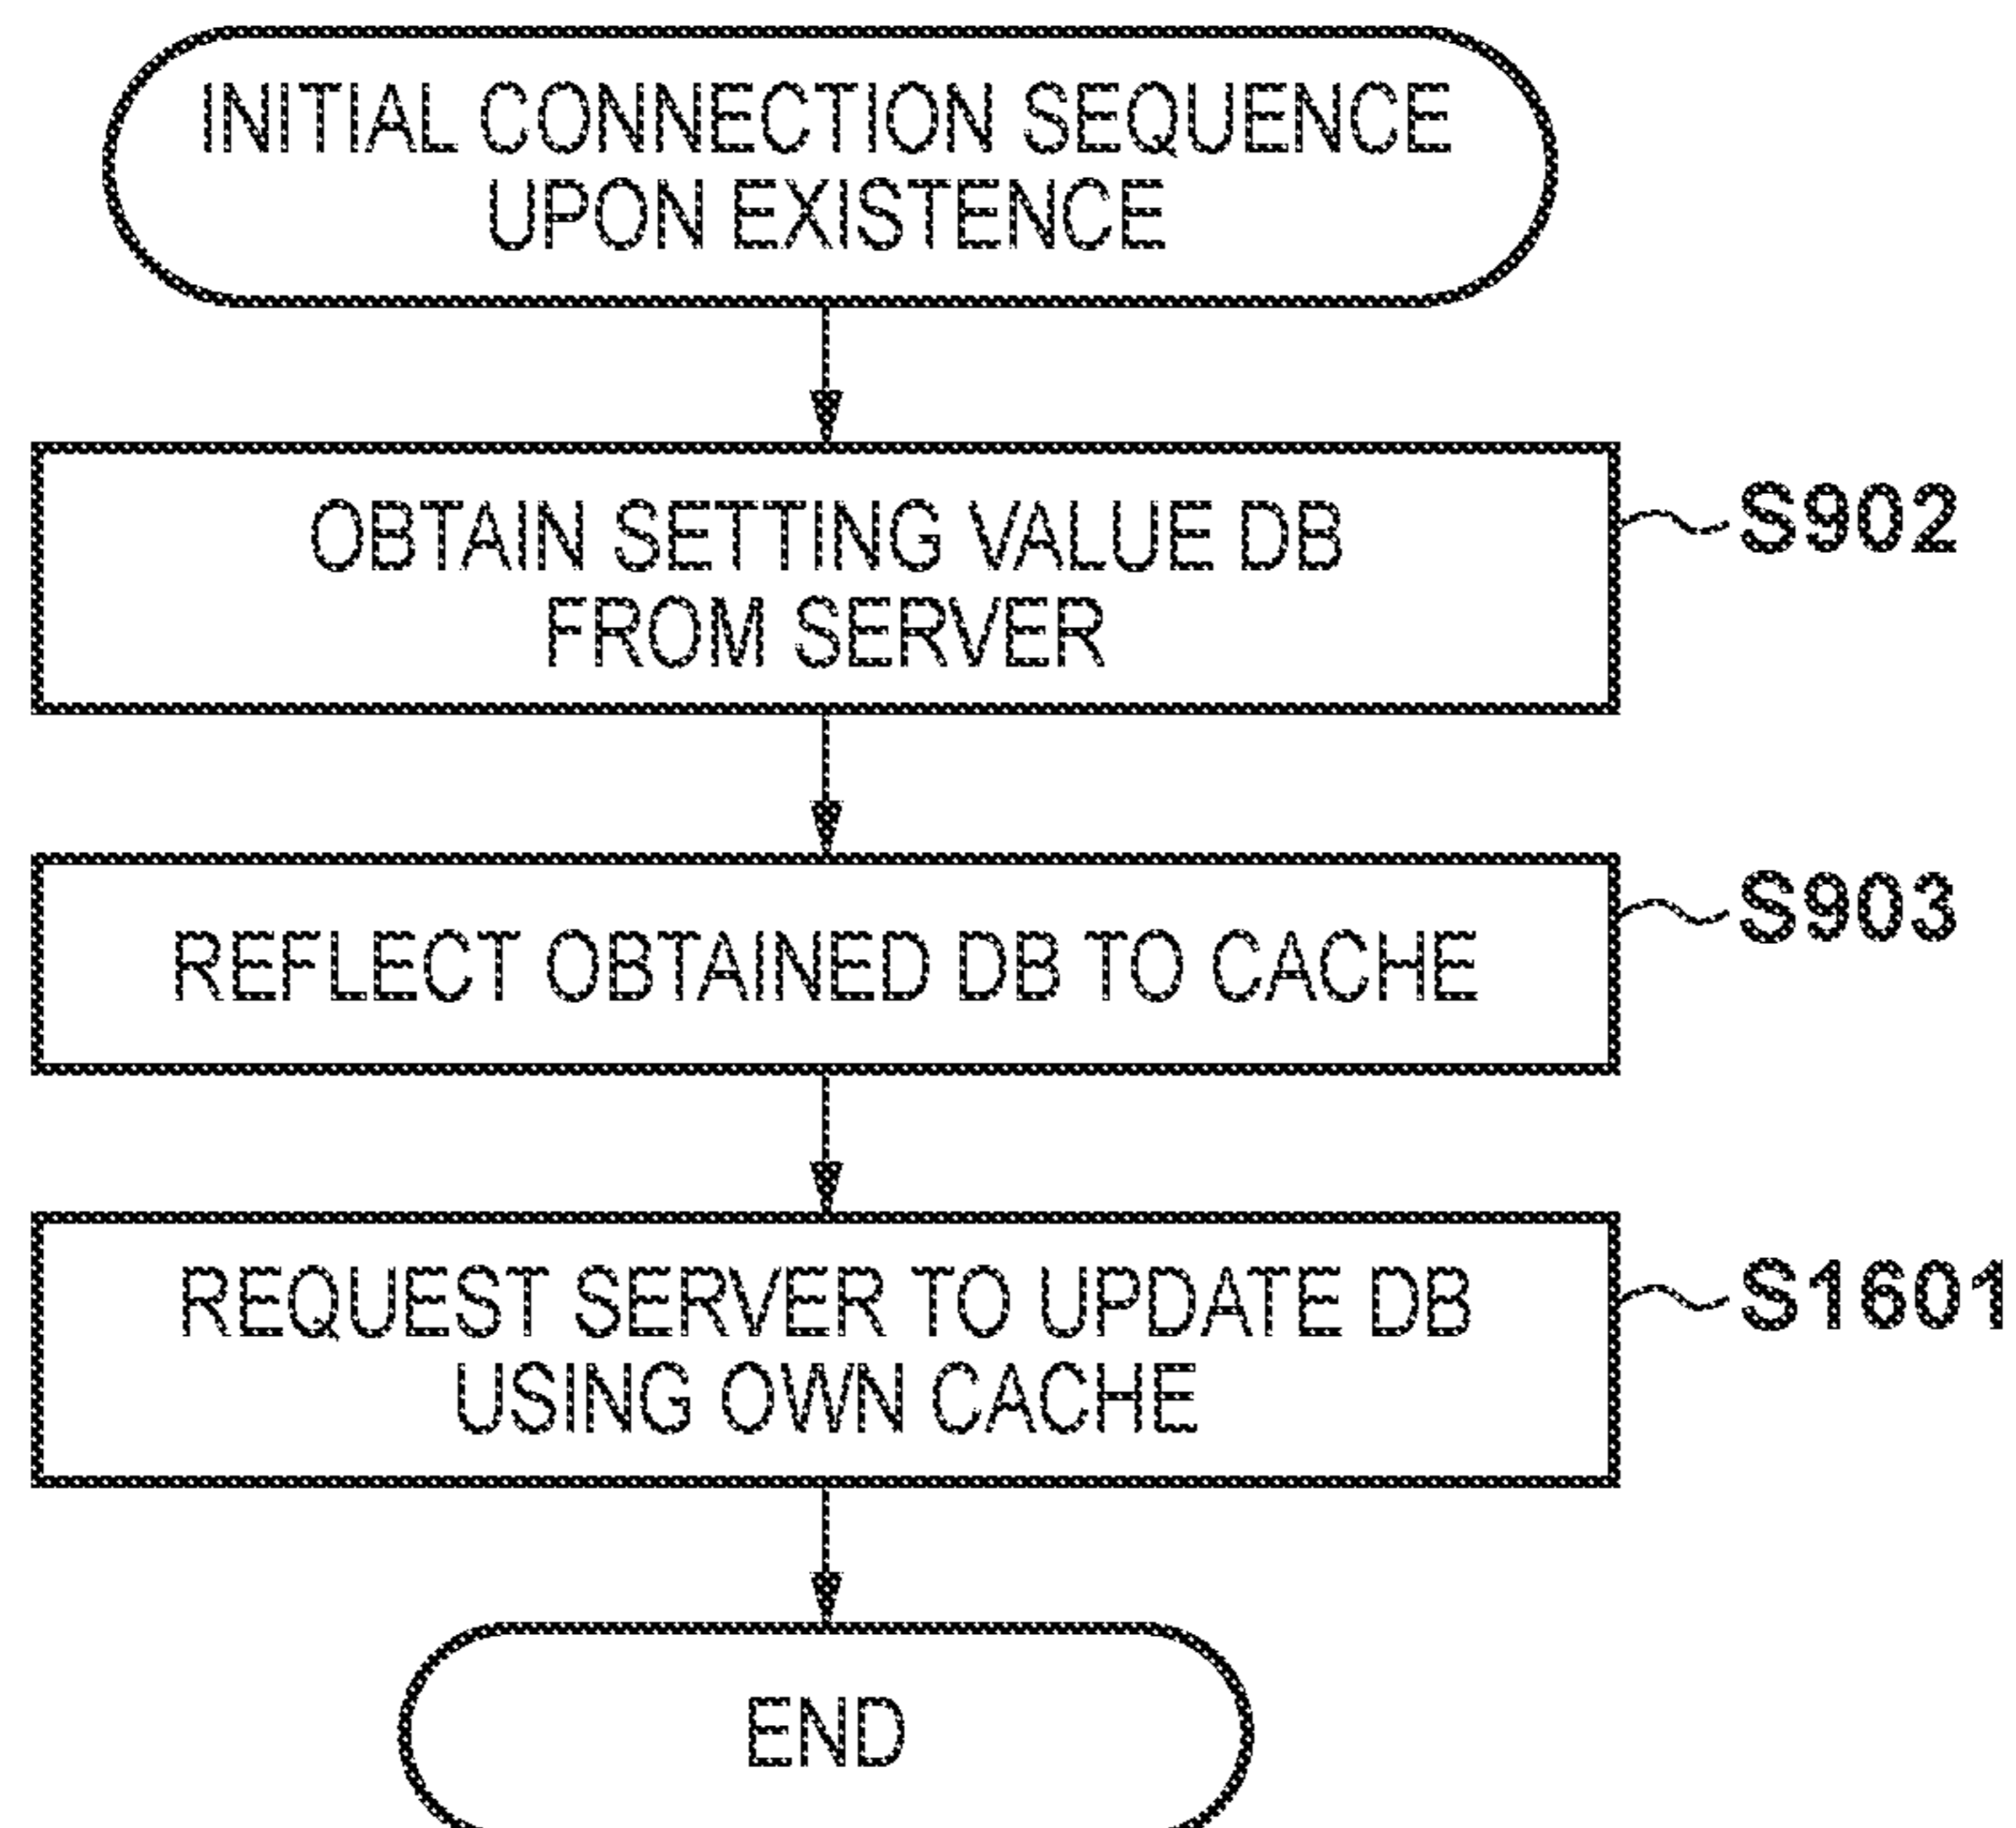 INITIAL CONNECTION SEQUENCE
UPON EXISTENCE
OBTAIN SETTING VALUE DB
FROM SERVER
S902
REFLECT OBTAINED DB TO CACHE
S903
REQUEST SERVER TO UPDATE DB
USING OWN CACHE
S1601
END